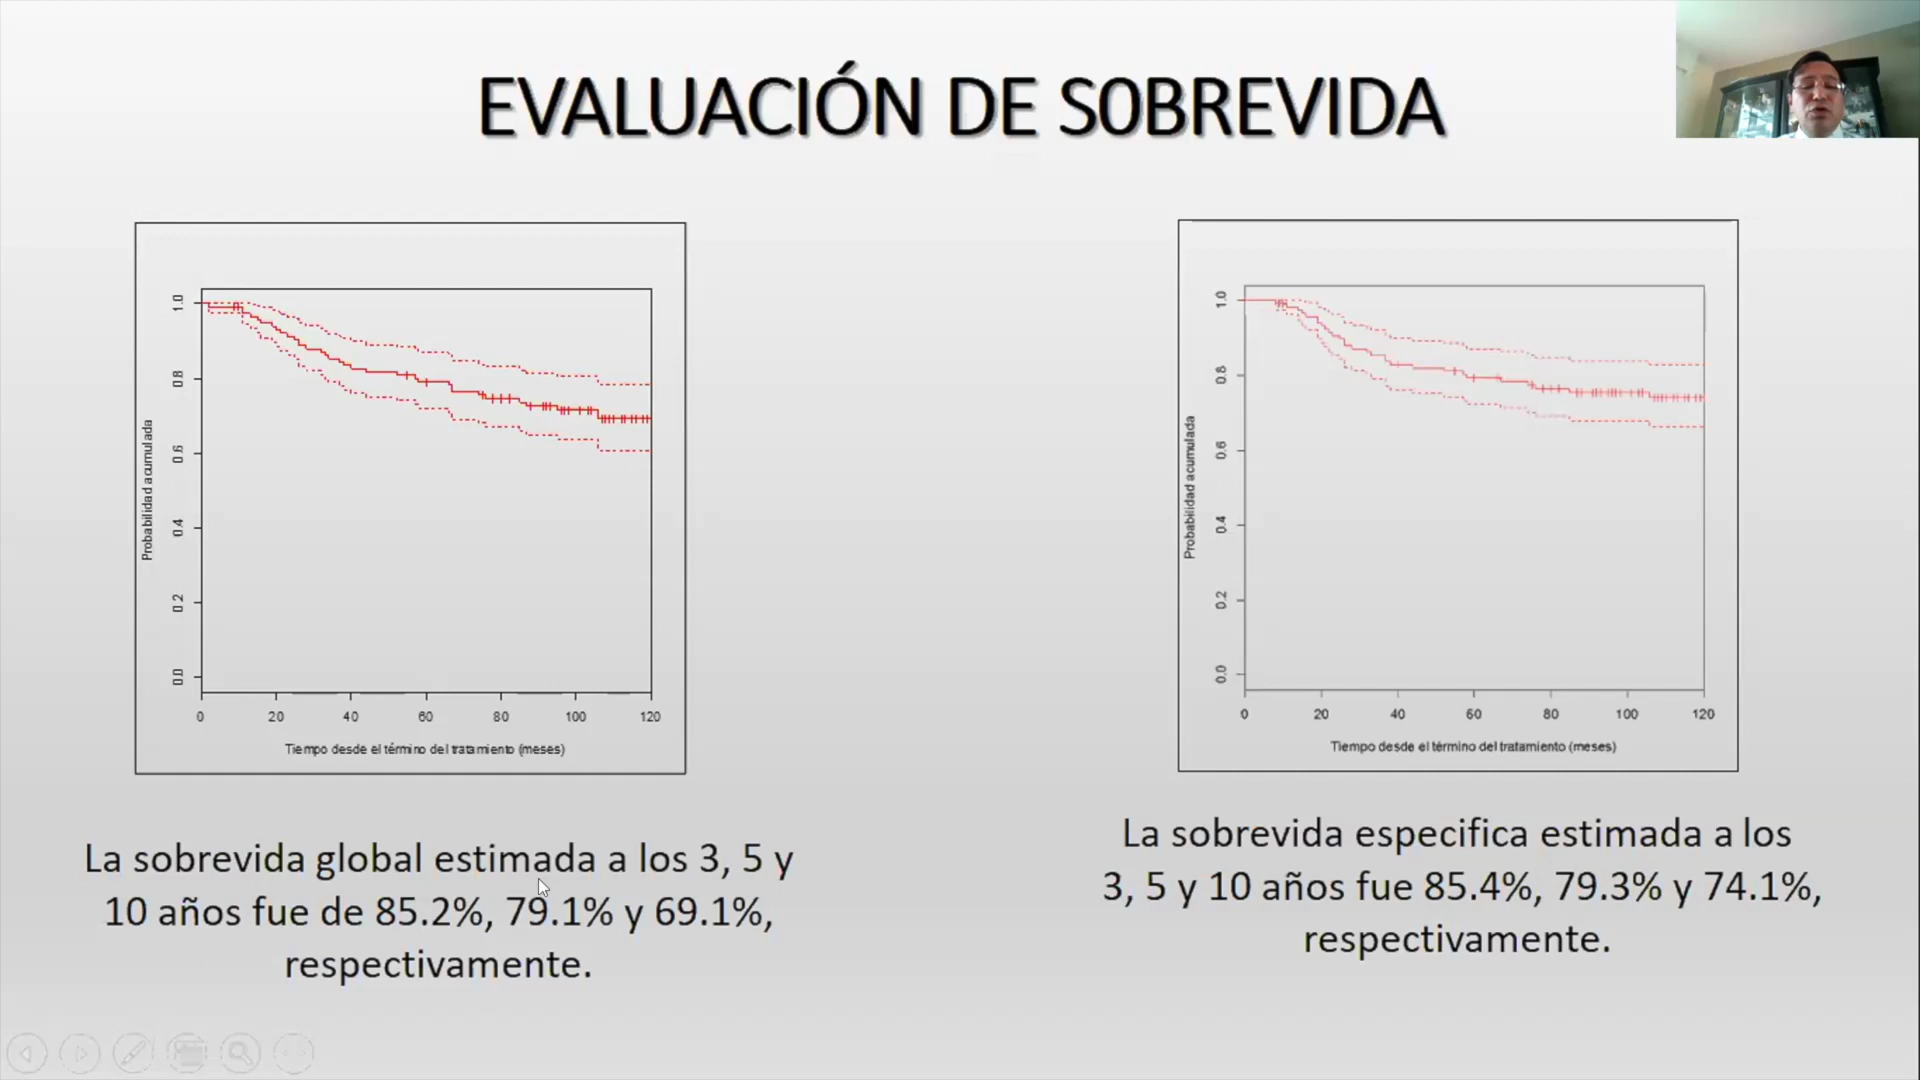 EVALUACIÓN DE S0BREVIDA
Probabilidad acumulada
1.0
0.8
0.6
0.4
0.2
0.0
0 20 40 60 80 100 120
Tiempo desde el término del tratamiento (meses)
La sobrevida global estimada a los 3, 5 y
10 años fue de 85.2%, 79.1% y 69.1%,
respectivamente.
Probabilidad acumulada
1.0
0.8
0.6
0.4
0.2
0.0
0 20 40 60 80 100 120
Tiempo desde el término del tratamiento (meses)
La sobrevida especifica estimada a los
3, 5 y 10 años fue 85.4%, 79.3% y 74.1%,
respectivamente.